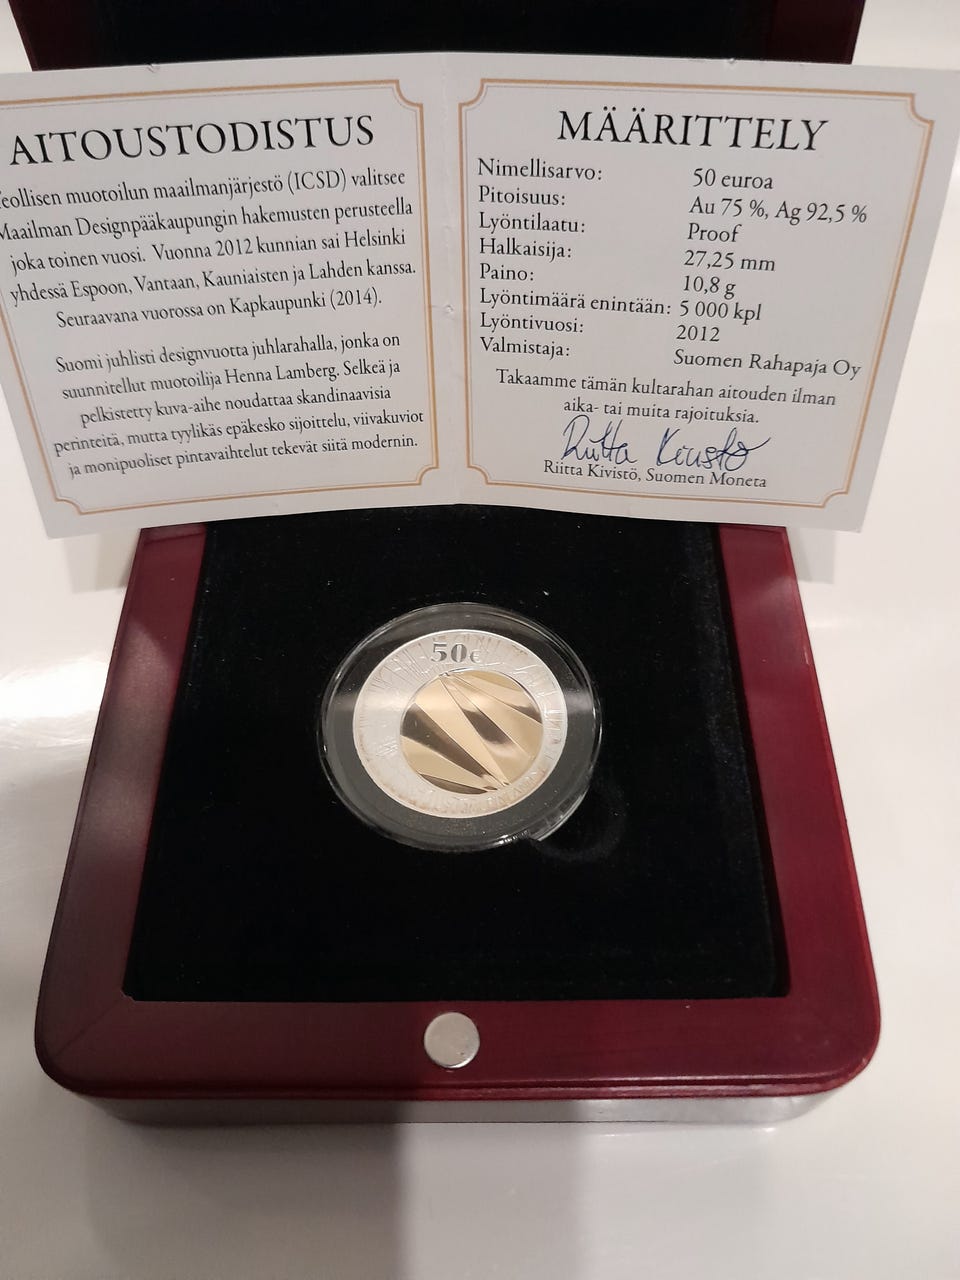 AITOUSTODISTUS
Teollisen muotoilun maailmanjärjestö (ICSD) valitsee
Maailman Designpääkaupungin hakemusten perusteella
joka toinen vuosi. Vuonna 2012 kunnian sai Helsinki
yhdessä Espoon, Vantaan, Kauniaisten ja Lahden kanssa.
Seuraavana vuorossa on Kapkaupunki (2014).
Suomi juhlisti designvuotta juhlarahalla, jonka on
suunnitellut muotoilija Henna Lamberg. Selkeä ja
pelkistetty kuva-aihe noudattaa skandinaavisia
perinteitä, mutta tyylikäs epäkesko sijoittelu, viivakuviot
ja monipuoliset pintavaihtelut tekevät siitä modernin.
MÄÄRITTELY
Nimellisarvo: 50 euroa
Pitoisuus: Au 75 %, Ag 92,5 %
Lyöntilaatu: Proof
Halkaisija: 27,25 mm
Paino: 10,8 g
Lyöntimäärä enintään: 5 000 kpl
Lyöntivuosi: 2012
Valmistaja: Suomen Rahapaja Oy
Takaamme tämän kultarahan aitouden ilman
aika- tai muita rajoituksia.
Riitta Kivistö
Riitta Kivistö, Suomen Moneta
50€